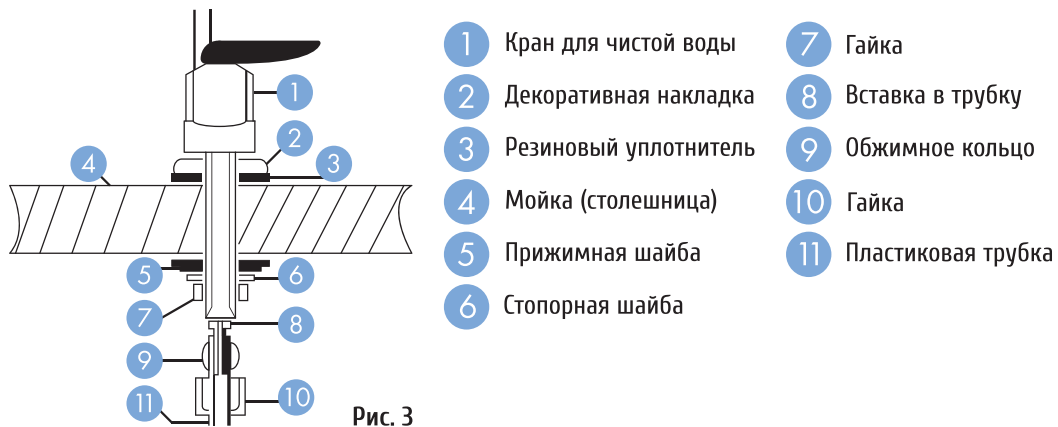 1
2
3
4
5
6
7
8
9
10
11
Рис. 3
1 Кран для чистой воды
2 Декоративная накладка
3 Резиновый уплотнитель
4 Мойка (столешница)
5 Прижимная шайба
6 Стопорная шайба
7 Гайка
8 Вставка в трубку
9 Обжимное кольцо
10 Гайка
11 Пластиковая трубка